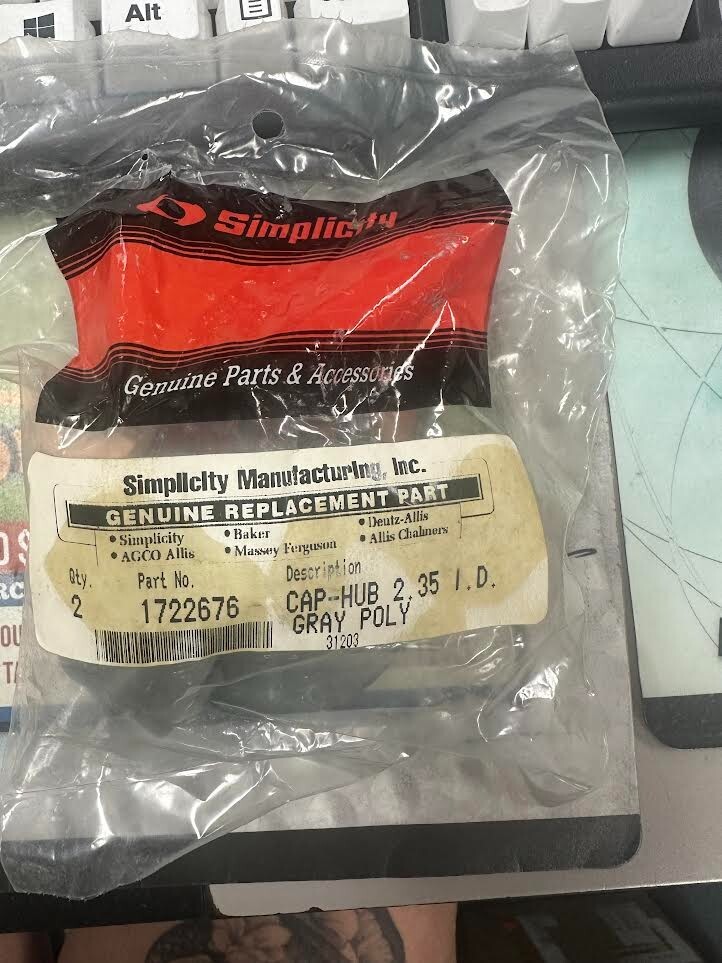 Alt
Simplicity
Genuine Parts & Accessories
Simplicity Manufacturing, Inc.
GENUINE REPLACEMENT PART
• Simplicity • Baker • Deutz-Allis
• AGCO Allis • Massey Ferguson • Allis Chalmers
Qty. Part No. Description
2 1722676 CAP-HUB 2.35 I.D.
GRAY POLY
31203